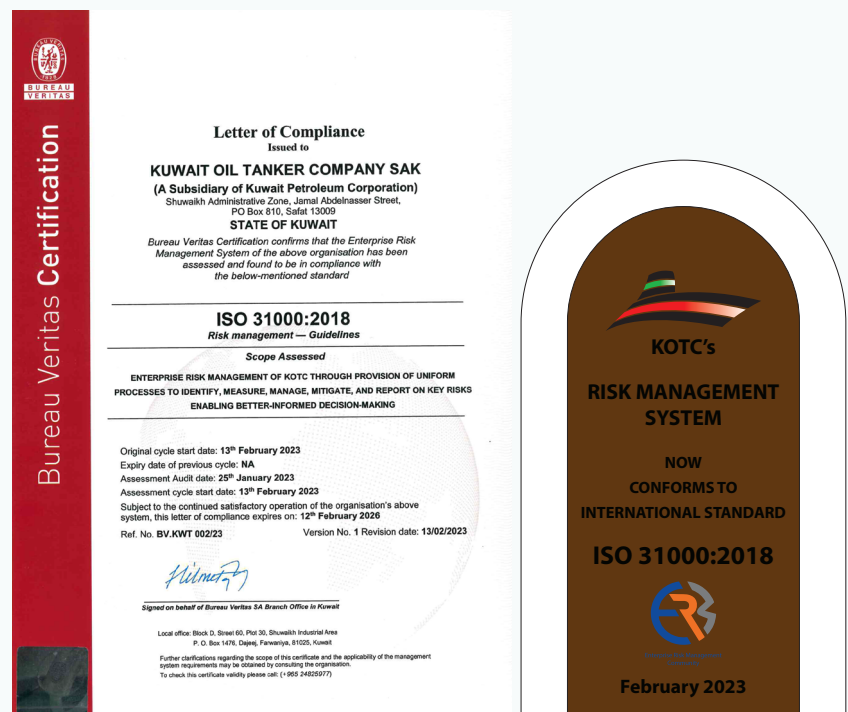 BUREAU
VERITAS
Bureau Veritas Certification
Letter of Compliance
Issued to
KUWAIT OIL TANKER COMPANY SAK
(A Subsidiary of Kuwait Petroleum Corporation)
Shuwaikh Administrative Zone, Jamal Abdelnasser Street,
PO Box 810, Safat 13009
STATE OF KUWAIT
Bureau Veritas Certification confirms that the Enterprise Risk
Management System of the above organisation has been
assessed and found to be in compliance with
the below-mentioned standard
ISO 31000:2018
Risk management — Guidelines
Scope Assessed
ENTERPRISE RISK MANAGEMENT OF KOTC THROUGH PROVISION OF UNIFORM
PROCESSES TO IDENTIFY, MEASURE, MANAGE, MITIGATE, AND REPORT ON KEY RISKS
ENABLING BETTER-INFORMED DECISION-MAKING
Original cycle start date: 13th February 2023
Expiry date of previous cycle: NA
Assessment Audit date: 25th January 2023
Assessment cycle start date: 13th February 2023
Subject to the continued satisfactory operation of the organisation's above
system, this letter of compliance expires on: 12th February 2026
Ref. No. BV.KWT 002/23 Version No. 1 Revision date: 13/02/2023
Signed on behalf of Bureau Veritas SA Branch Office in Kuwait
Local office: Block D, Street 60, Plot 30, Shuwaikh Industrial Area
P. O. Box 1476, Dajeej, Farwaniya, 81025, Kuwait
Further clarifications regarding the scope of this certificate and the applicability of the management
system requirements may be obtained by consulting the organisation.
To check this certificate validity please call: (+965 24825977)
KOTC's
RISK MANAGEMENT
SYSTEM
NOW
CONFORMS TO
INTERNATIONAL STANDARD
ISO 31000:2018
February 2023